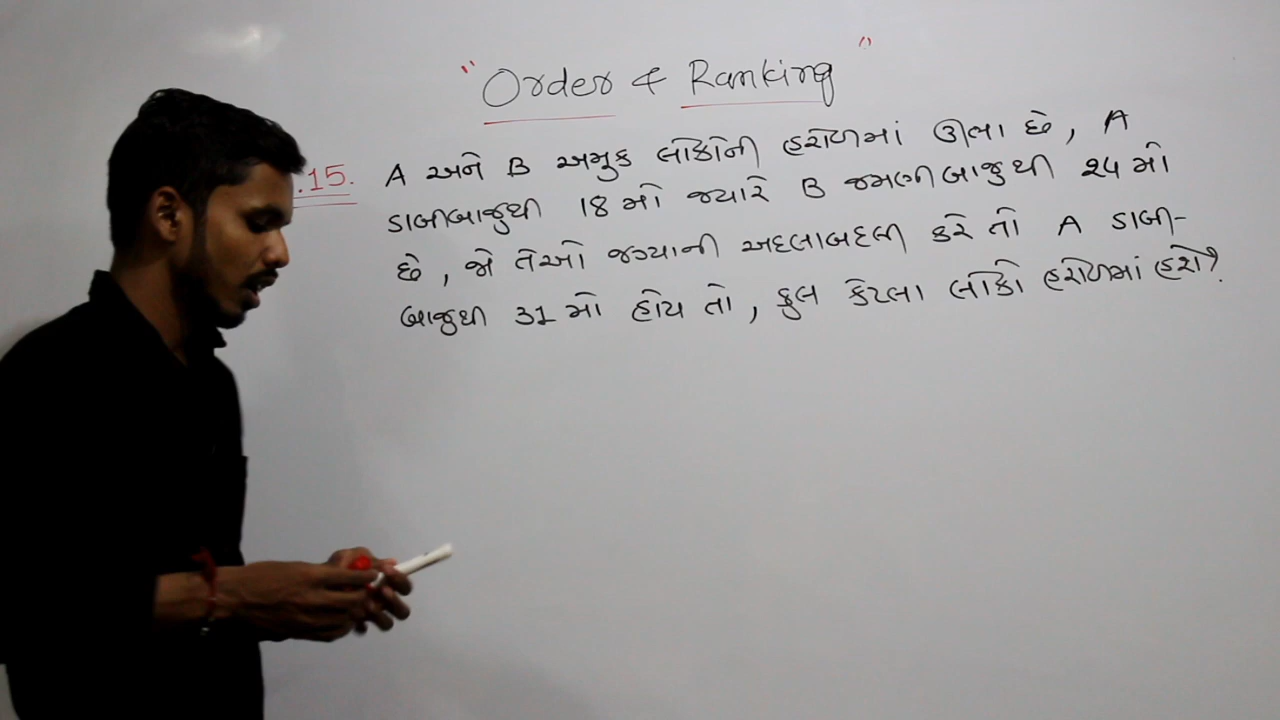 "Order & Ranking"
.15. A અને B અમુક લોકોની હરોળમાં ઊભા છે, A
ડાબીબાજુથી 18 મો જ્યારે B જમણીબાજુથી 24 મો
છે, જો તેઓ જગ્યાની અદલાબદલી કરે તો A ડાબી-
બાજુથી 31 મો હોય તો, કુલ કેટલા લોકો હરોળમાં હશે?